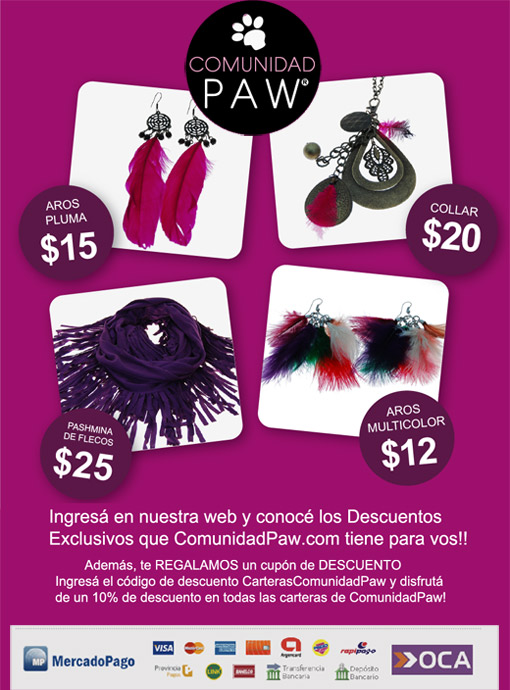 COMUNIDAD
PAW®
AROS
PLUMA
$15
COLLAR
$20
PASHMINA
DE FLECOS
$25
AROS
MULTICOLOR
$12
Ingresá en nuestra web y conocé los Descuentos
Exclusivos que ComunidadPaw.com tiene para vos!!
Además, te REGALAMOS un cupón de DESCUENTO
Ingresá el código de descuento CarterasComunidadPaw y disfrutá
de un 10% de descuento en todas las carteras de ComunidadPaw!
MP MercadoPago
VISA
rapipago
OCA
Provincia
Pagos
LINK
Transferencia
Bancaria
Depósito
Bancario